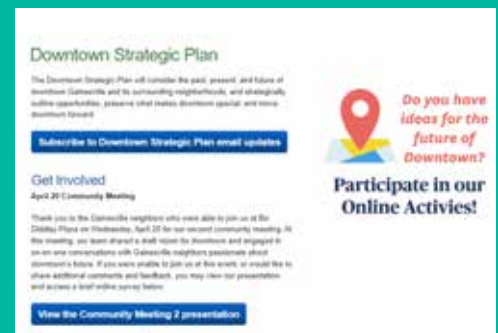 Downtown Strategic Plan
The Downtown Strategic Plan will consider the past, present, and future of
downtown Gainesville and its surrounding neighborhoods, and strategically
outline opportunities, preserve what makes downtown special, and move
downtown forward.
Subscribe to Downtown Strategic Plan email updates
Get Involved
April 20 Community Meeting
Thank you to the Gainesville neighbors who were able to join us at Bo
Diddley Plaza on Wednesday, April 20 for our second community meeting. At
this meeting, our team shared a draft vision for downtown and engaged in
on-on-one conversations with Gainesville neighbors passionate about
downtown's future. If you were unable to join us at this event, or would like to
share additional comments and feedback, you may view our presentation
and access a brief online survey below.
View the Community Meeting 2 presentation
Do you have
ideas for the
future of
Downtown?
Participate in our
Online Activies!